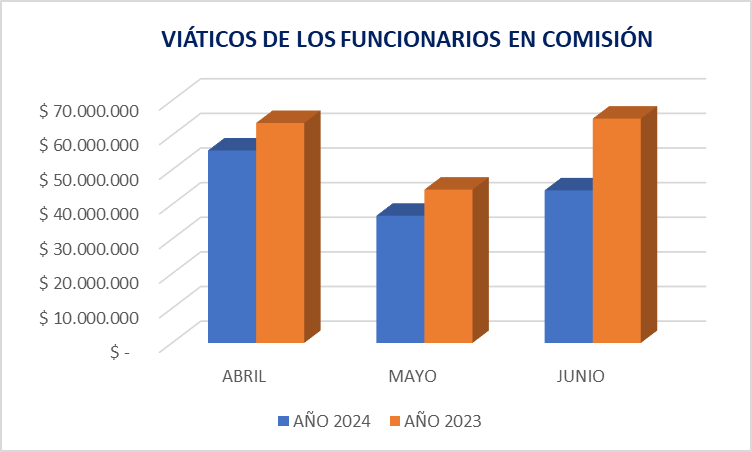 VIÁTICOS DE LOS FUNCIONARIOS EN COMISIÓN
$ 70.000.000
$ 60.000.000
$ 50.000.000
$ 40.000.000
$ 30.000.000
$ 20.000.000
$ 10.000.000
$ -
ABRIL MAYO JUNIO
AÑO 2024 AÑO 2023